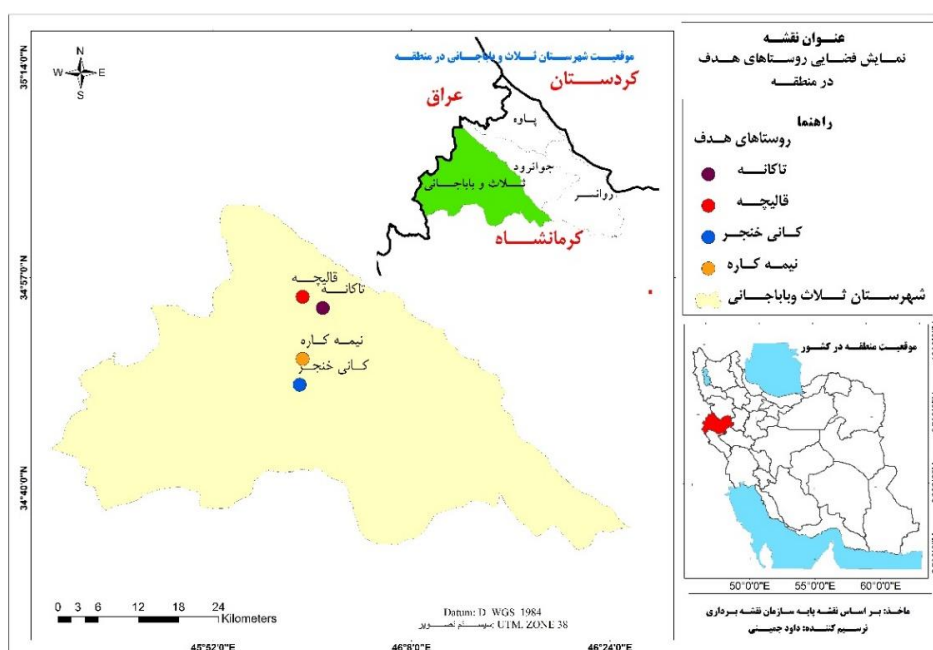 عنوان نقشه
نمایش فضایی روستاهای هدف
در منطقه
راهنما
روستاهای هدف
تاکانه
قالیچه
کانی خنجر
نیمه کاره
شهرستان ثلاث وباباجانی
موقعیت منطقه در کشور
50°0'0"E 55°0'0"E 60°0'0"E
ماخذ: بر اساس نقشه پایه سازمان نقشه برداری
ترسیم کننده: داود جمینی
موقعیت شهرستان ثلاث و باباجانی در منطقه
کردستان
عراق
پاوه
جوانرود
ثلاث و باباجانی
روانسر
کرمانشاه
N
W E
S
قالیچه
تاکانه
نیمه کاره
کانی خنجر
35°14'0"N
34°57'0"N
34°40'0"N
0 3 6 12 18 24
Kilometers
Datum: D_WGS_1984
سیستم تصویر: UTM, ZONE 38
45°52'0"E 46°8'0"E 46°24'0"E